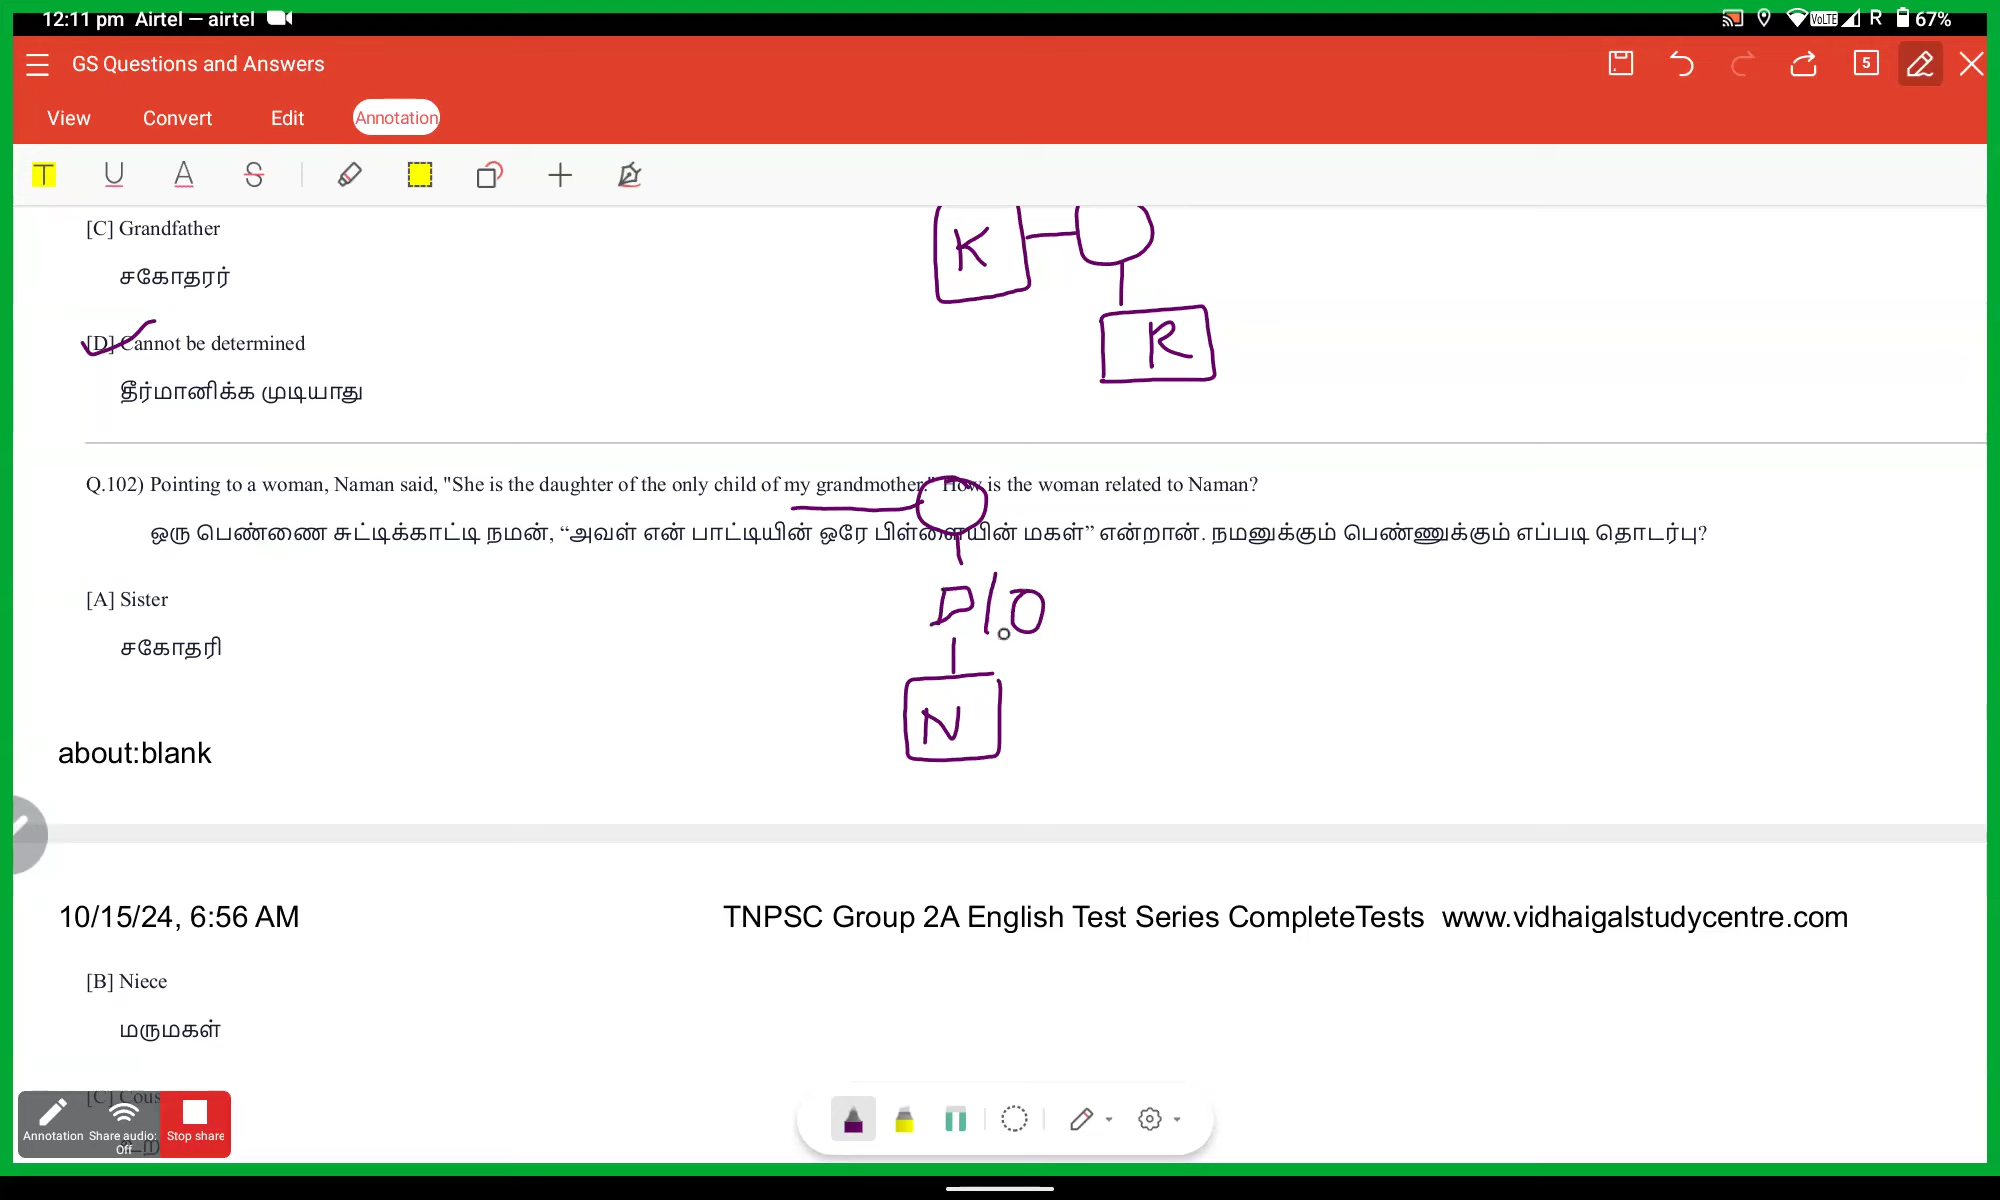 12:11 pm Airtel – airtel VoLTE R 67%
GS Questions and Answers 5
View Convert Edit Annotation
T U A S
[C] Grandfather
சகோதரர்
K
[D] Cannot be determined
R
தீர்மானிக்க முடியாது
Q.102) Pointing to a woman, Naman said, "She is the daughter of the only child of my grandmother." How is the woman related to Naman?
ஒரு பெண்ணை சுட்டிக்காட்டி நமன், “அவள் என் பாட்டியின் ஒரே பிள்ளையின் மகள்” என்றான். நமனுக்கும் பெண்ணுக்கும் எப்படி தொடர்பு?
[A] Sister
சகோதரி
N
about:blank
10/15/24, 6:56 AM TNPSC Group 2A English Test Series CompleteTests www.vidhaigalstudycentre.com
[B] Niece
மருமகள்
[C] Cous
Annotation Share audio: Off Stop share